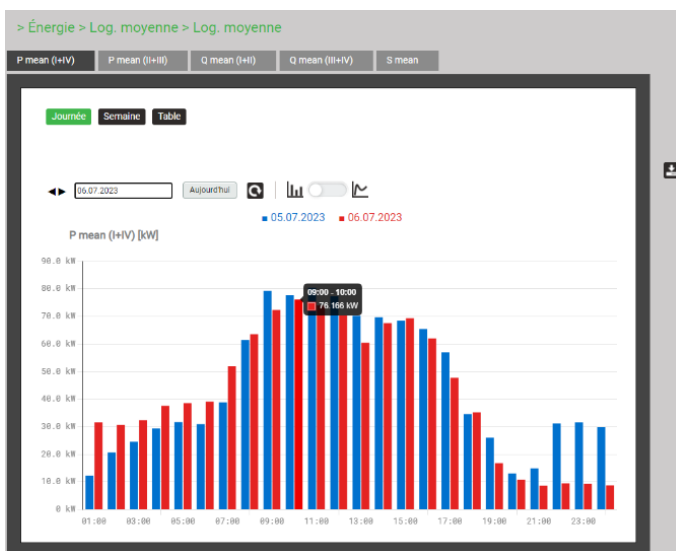 > Énergie > Log. moyenne > Log. moyenne
P mean (I+IV) P mean (II+III) Q mean (I+II) Q mean (III+IV) S mean
Journée Semaine Table
06.07.2023 Aujourd'hui
05.07.2023 06.07.2023
P mean (I+IV) [kW]
90.0 kW
80.0 kW
09:00 - 10:00
76.166 kW
70.0 kW
60.0 kW
50.0 kW
40.0 kW
30.0 kW
20.0 kW
10.0 kW
0 kW
01:00 03:00 05:00 07:00 09:00 11:00 13:00 15:00 17:00 19:00 21:00 23:00